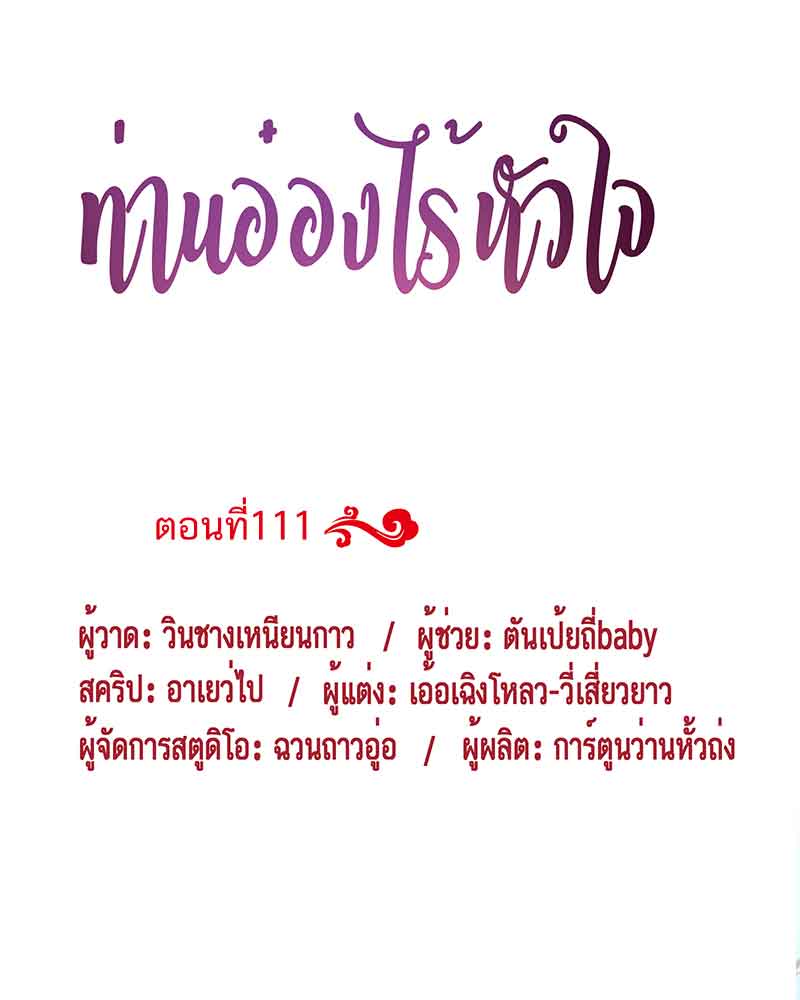 ท่านอ๋องไร้หัวใจ
ตอนที่111
ผู้วาด: วินชางเหนียนกาว / ผู้ช่วย: ตันเป้ยถี่baby
สคริป: อาเยว่ไป / ผู้แต่ง: เอ้อเฉิงโหลว-วี่เสี่ยวยาว
ผู้จัดการสตูดิโอ: ฉวนถาวอู่อ / ผู้ผลิต: การ์ตูนว่านหั้วถ่ง